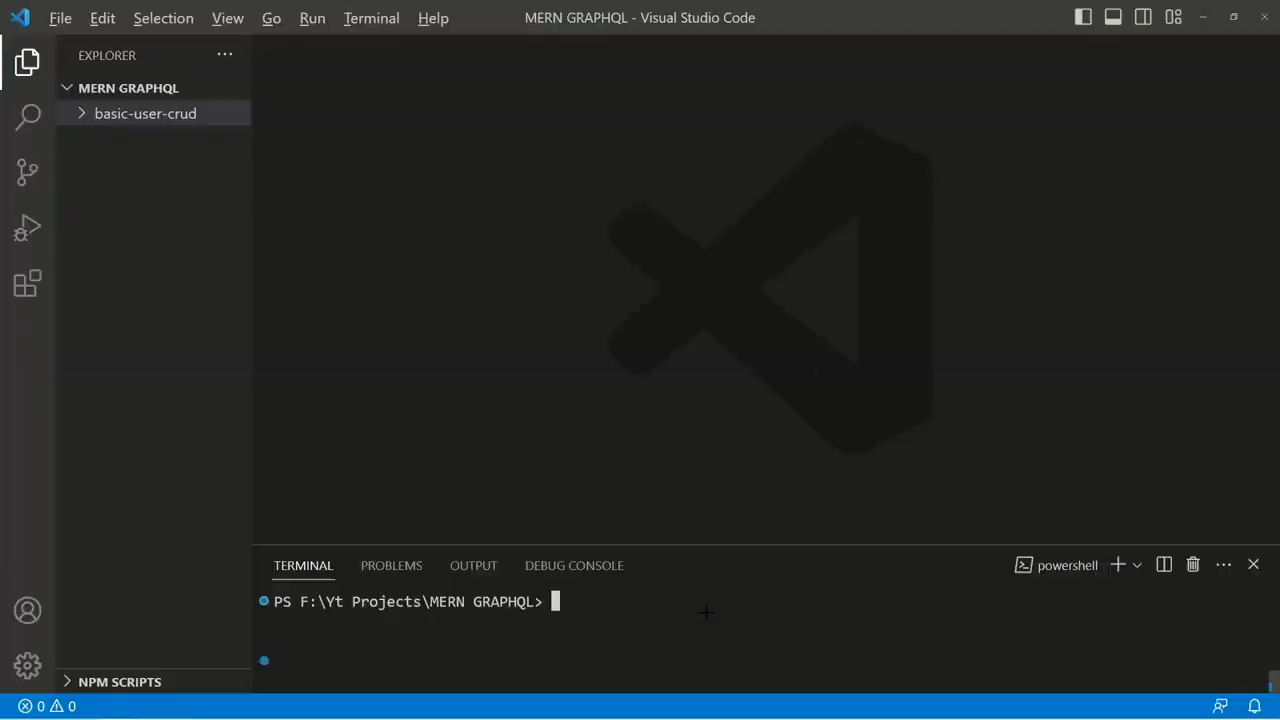 File Edit Selection View Go Run Terminal Help
MERN GRAPHQL - Visual Studio Code
EXPLORER
MERN GRAPHQL
basic-user-crud
TERMINAL PROBLEMS OUTPUT DEBUG CONSOLE
powershell
PS F:\Yt Projects\MERN GRAPHQL>
NPM SCRIPTS
0 0